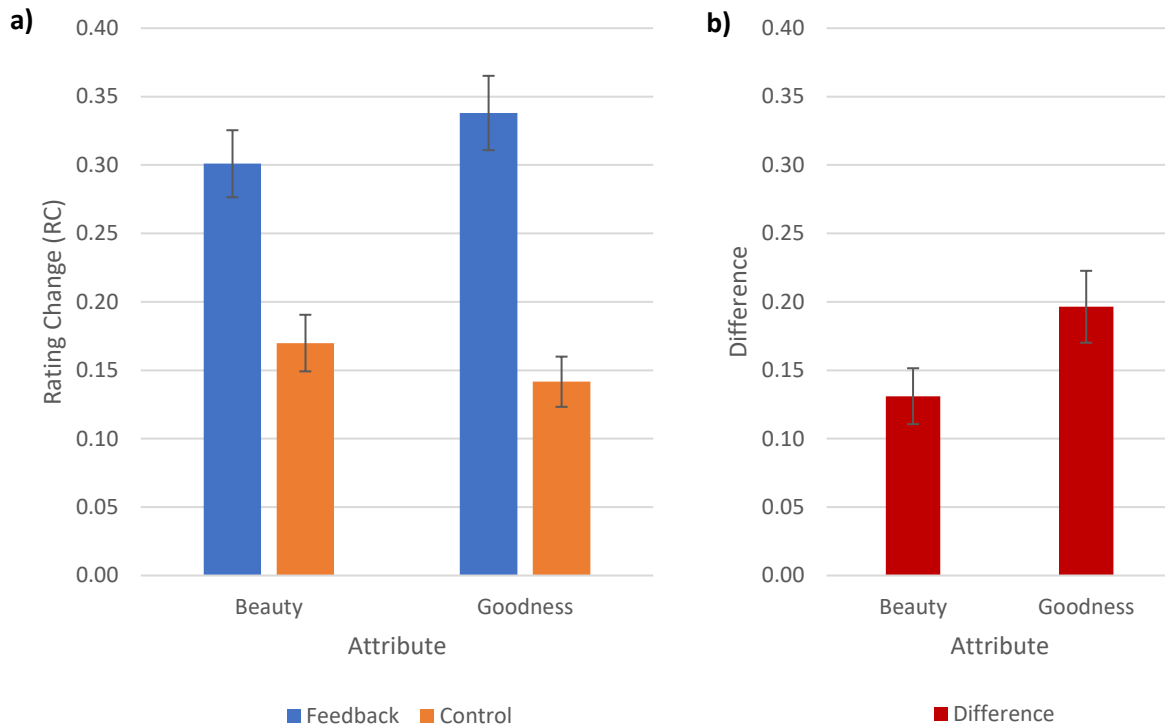 a)
0.40
0.35
0.30
0.25
0.20
0.15
0.10
0.05
0.00
Rating Change (RC)
Beauty Goodness
Attribute
Feedback Control
b)
0.40
0.35
0.30
0.25
0.20
0.15
0.10
0.05
0.00
Difference
Beauty Goodness
Attribute
Difference